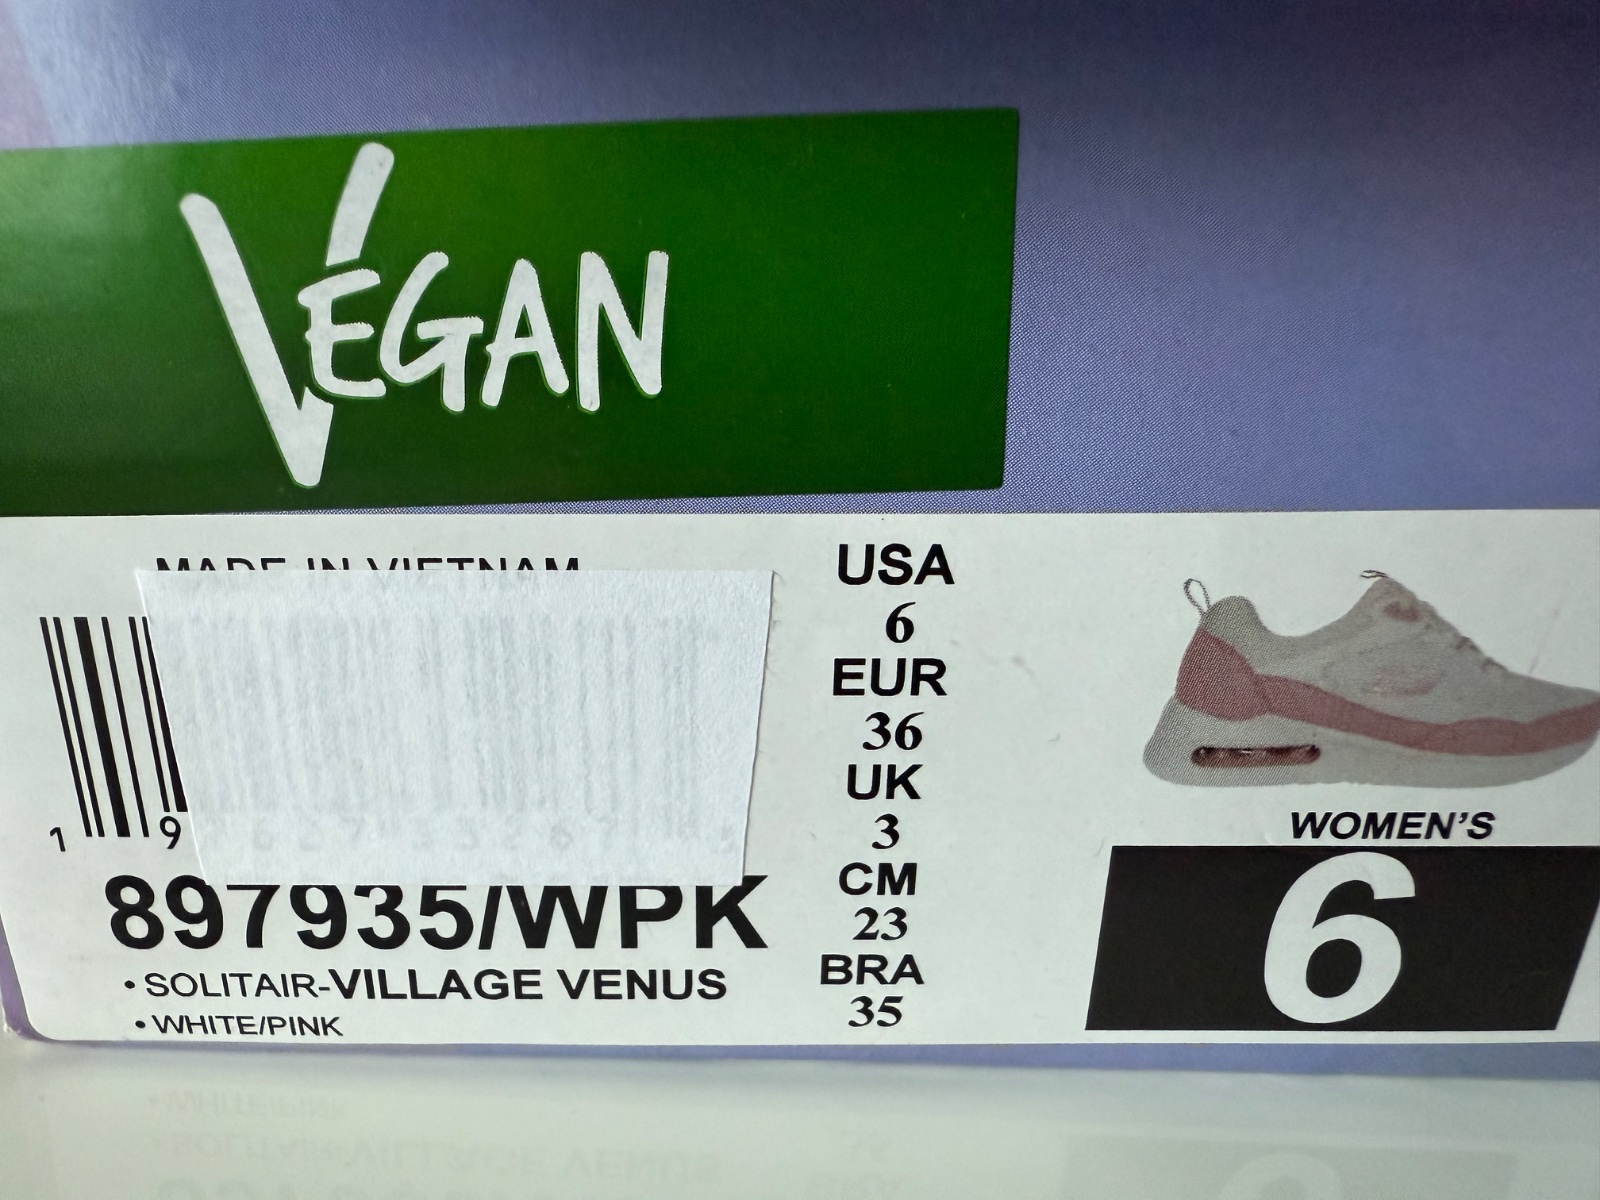 VEGAN
MADE IN VIETNAM
1 9
897935/WPK
• SOLITAIR-VILLAGE VENUS
• WHITE/PINK
USA
6
EUR
36
UK
3
CM
23
BRA
35
WOMEN'S
6